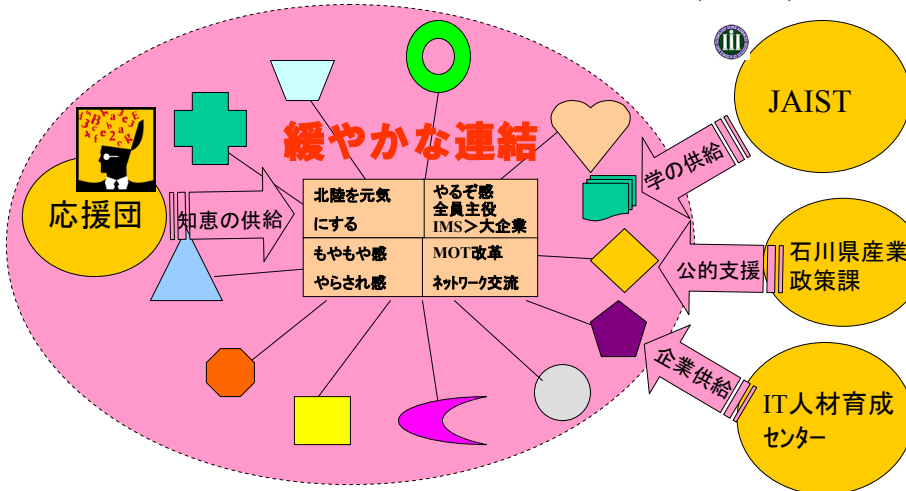 緩やかな連結
応援団
知恵の供給
北陸を元気
にする
やるぞ感
全員主役
IMS>大企業
もやもや感
やらされ感
MOT改革
ネットワーク交流
JAIST
学の供給
公的支援
石川県産業
政策課
企業供給
IT人材育成
センター